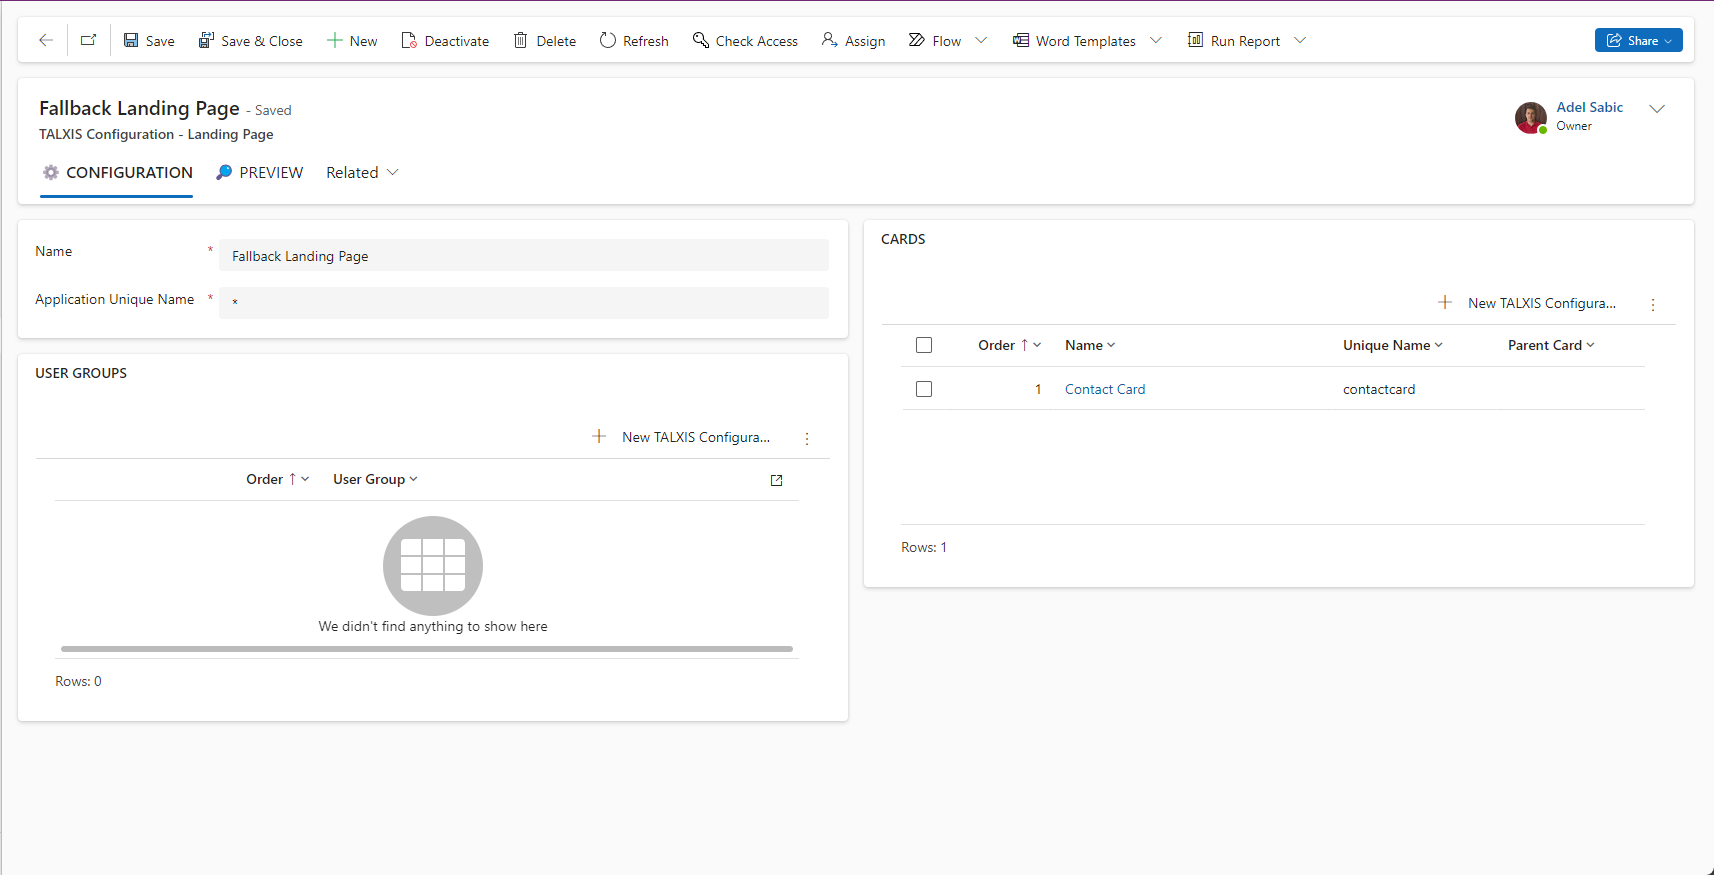 Save
Save & Close
New
Deactivate
Delete
Refresh
Check Access
Assign
Flow
Word Templates
Run Report
Share
Fallback Landing Page - Saved
TALXIS Configuration - Landing Page
Adel Sabic
Owner
CONFIGURATION
PREVIEW
Related
Name *
Fallback Landing Page
Application Unique Name *
*
USER GROUPS
New TALXIS Configura...
Order
User Group
We didn't find anything to show here
Rows: 0
CARDS
New TALXIS Configura...
Order
Name
Unique Name
Parent Card
1
Contact Card
contactcard
Rows: 1